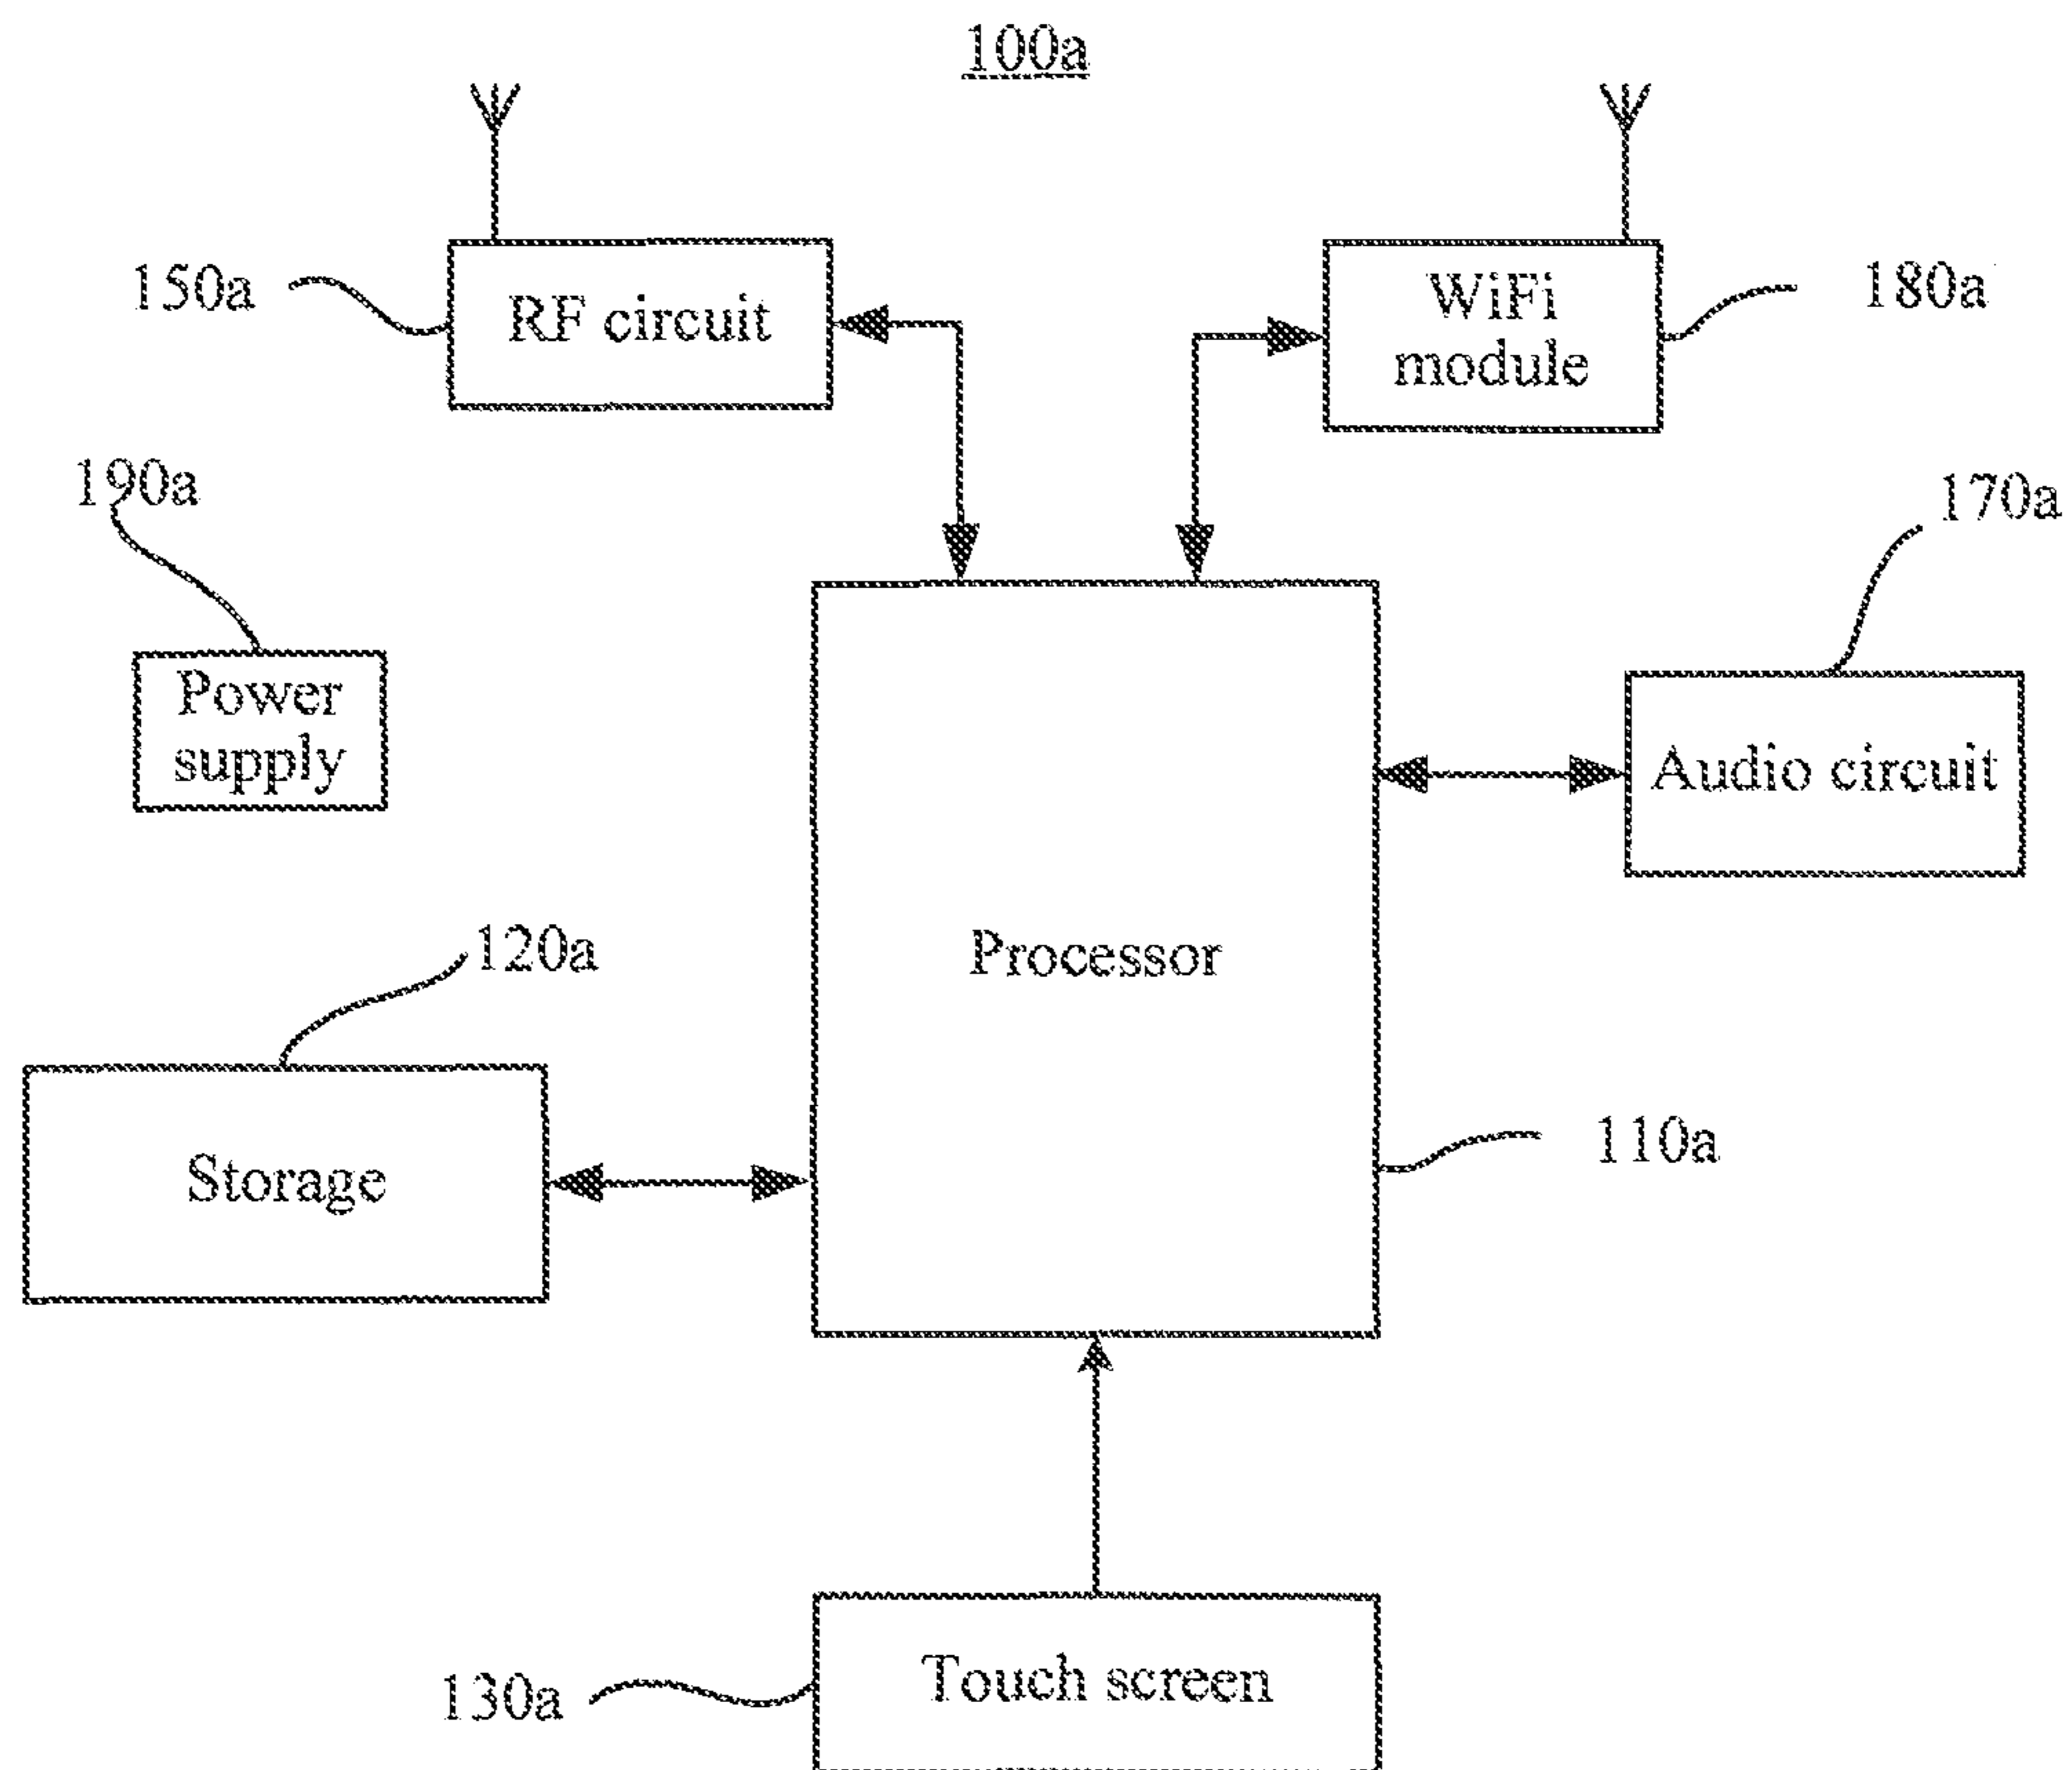 100a
150a
RF circuit
WiFi
module
180a
190a
170a
Power
supply
Audio circuit
120a
Processor
Storage
110a
130a
Touch screen